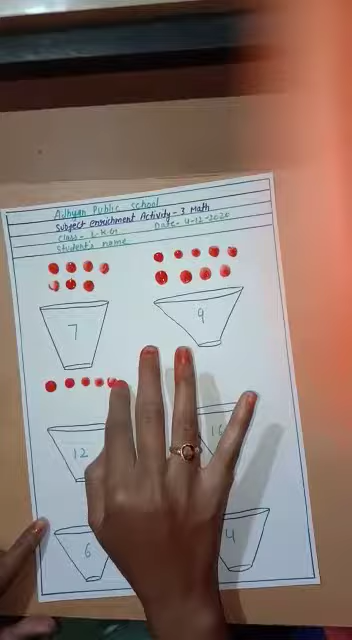 Adhyan Public school
Subject enrichment Activity - 3 Math
Class - L.K.G Date - 4-12-2020
Student's name
7 9
12
6 4